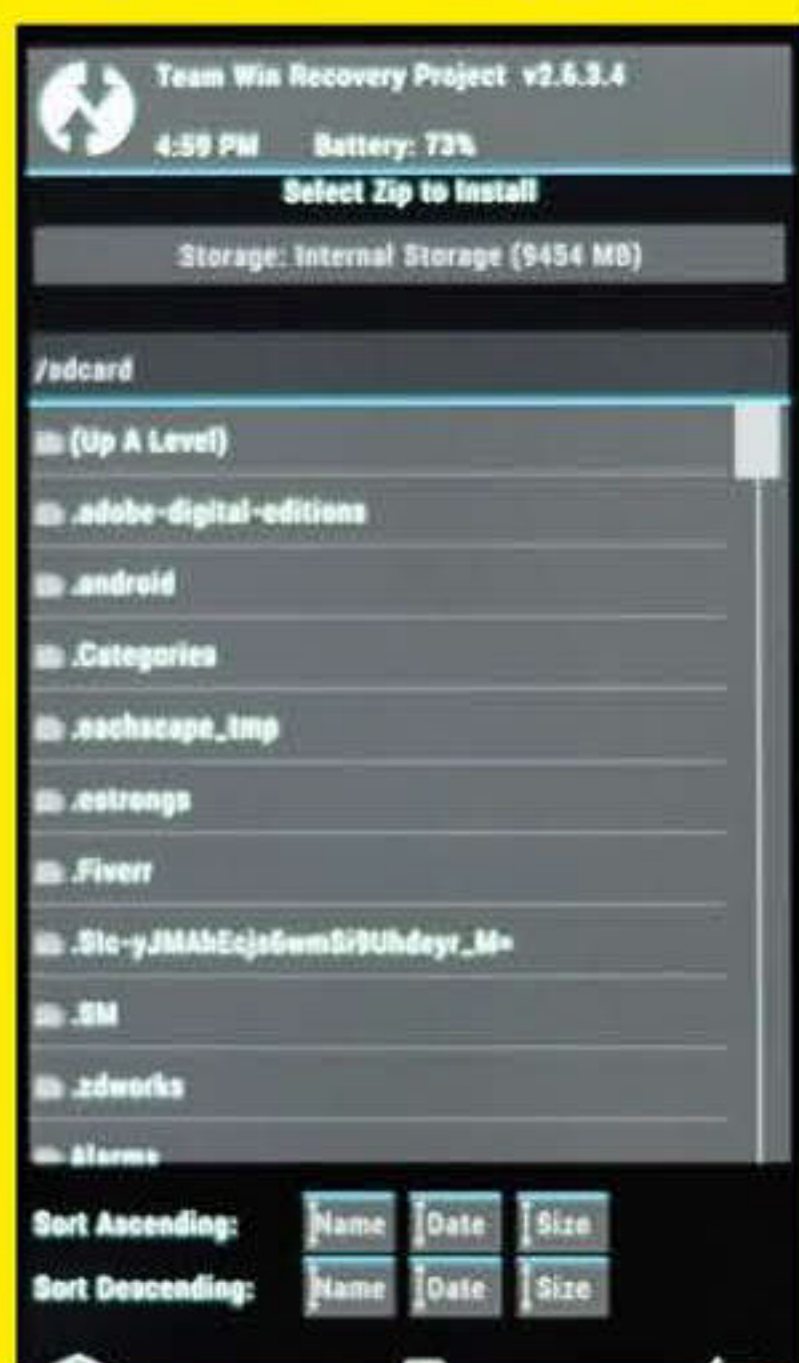 Team Win Recovery Project v2.6.3.4
4:59 PM Battery: 73%
Select Zip to Install
Storage: Internal Storage (9454 MB)
/sdcard
(Up A Level)
.adobe-digital-editions
.android
.Categories
.eachscape_tmp
.estrongs
.Fiverr
.SM
.zdworks
Alarms
Sort Ascending: Name Date Size
Sort Descending: Name Date Size